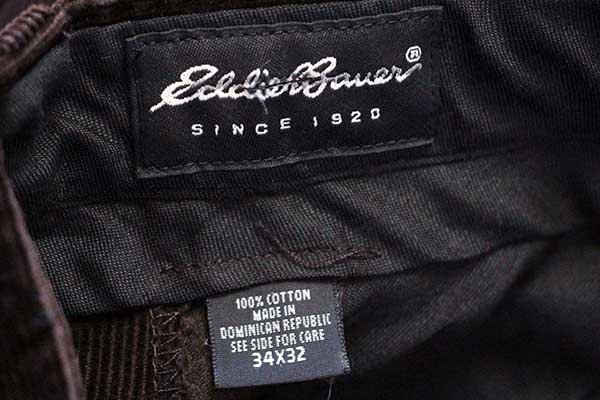 Eddie Bauer®
SINCE 1920
100% COTTON
MADE IN
DOMINICAN REPUBLIC
SEE SIDE FOR CARE
34X32